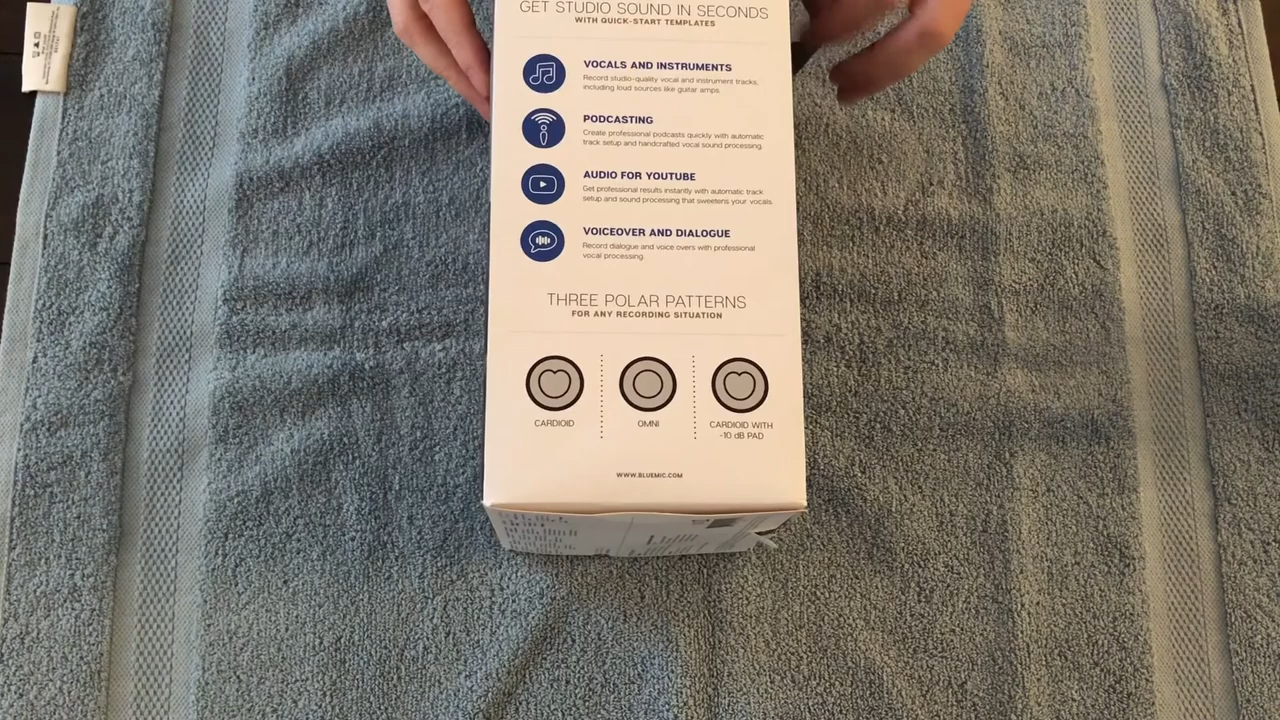 GET STUDIO SOUND IN SECONDS
WITH QUICK-START TEMPLATES
VOCALS AND INSTRUMENTS
Record studio-quality vocal and instrument tracks,
including loud sources like guitar amps.
PODCASTING
Create professional podcasts quickly with automatic
track setup and handcrafted vocal sound processing.
AUDIO FOR YOUTUBE
Get professional results instantly with automatic track
setup and sound processing that sweetens your vocals.
VOICEOVER AND DIALOGUE
Record dialogue and voice overs with professional
vocal processing.
THREE POLAR PATTERNS
FOR ANY RECORDING SITUATION
CARDIOID
OMNI
CARDIOID WITH
-10 dB PAD
WWW.BLUEMIC.COM